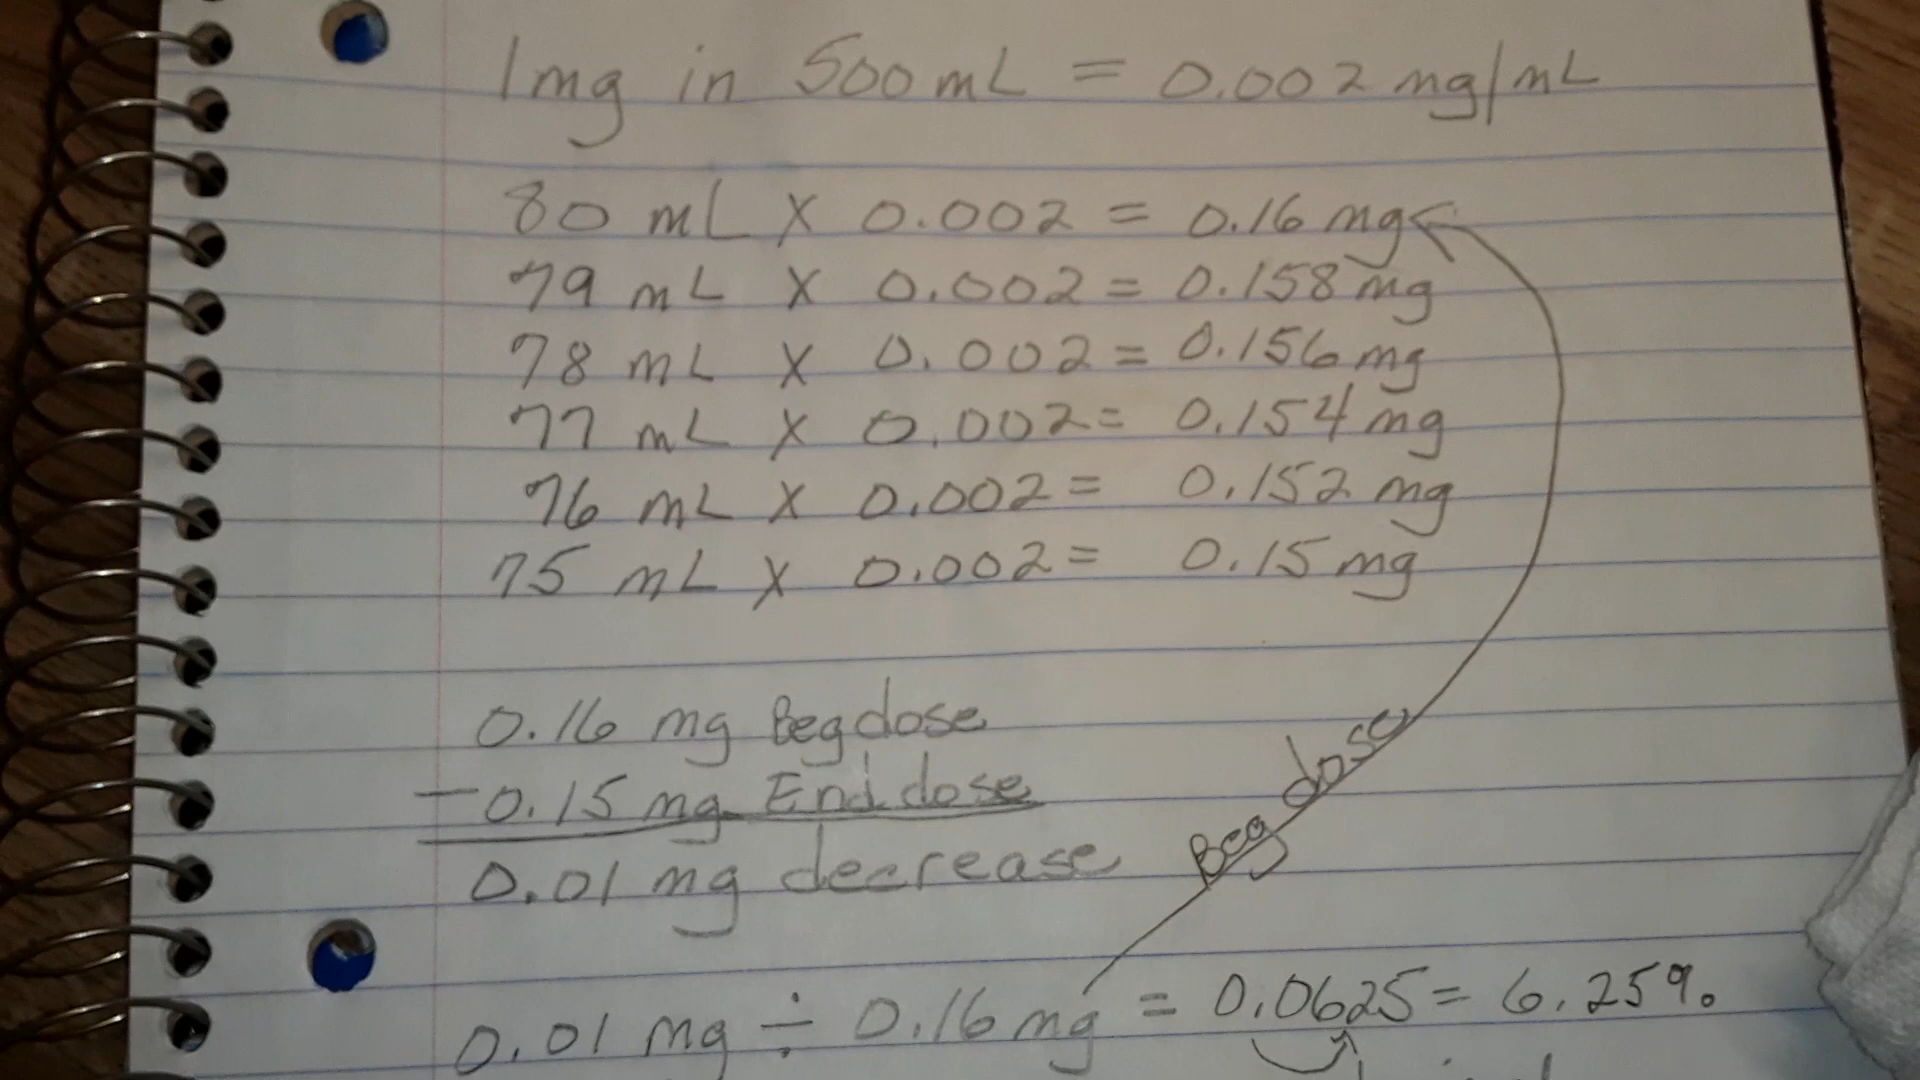 1mg in 500mL = 0.002 mg/mL
80 mL X 0.002 = 0.16 mg
79 mL X 0.002 = 0.158 mg
78 mL X 0.002 = 0.156 mg
77 mL X 0.002 = 0.154 mg
76 mL X 0.002 = 0.152 mg
75 mL X 0.002 = 0.15 mg
0.16 mg Beg dose
- 0.15 mg End dose
0.01 mg decrease
Beg dose
0.01 mg ÷ 0.16 mg = 0.0625 = 6.25%